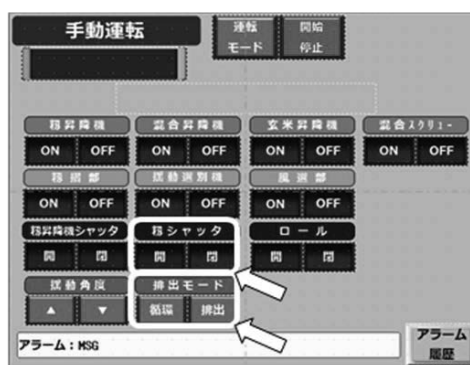 手動運転
運転 開始
モード 停止
籾昇降機 混合昇降機 玄米昇降機 混合スクリュー
ON OFF ON OFF ON OFF ON OFF
籾摺部 揺動選別機 風選部
ON OFF ON OFF ON OFF
籾昇降機シャッタ 籾シャッタ ロール
開 閉 開 閉 開 閉
揺動角度 排出モード
▲ ▼ 循環 排出
アラーム:MSG
アラーム
履歴